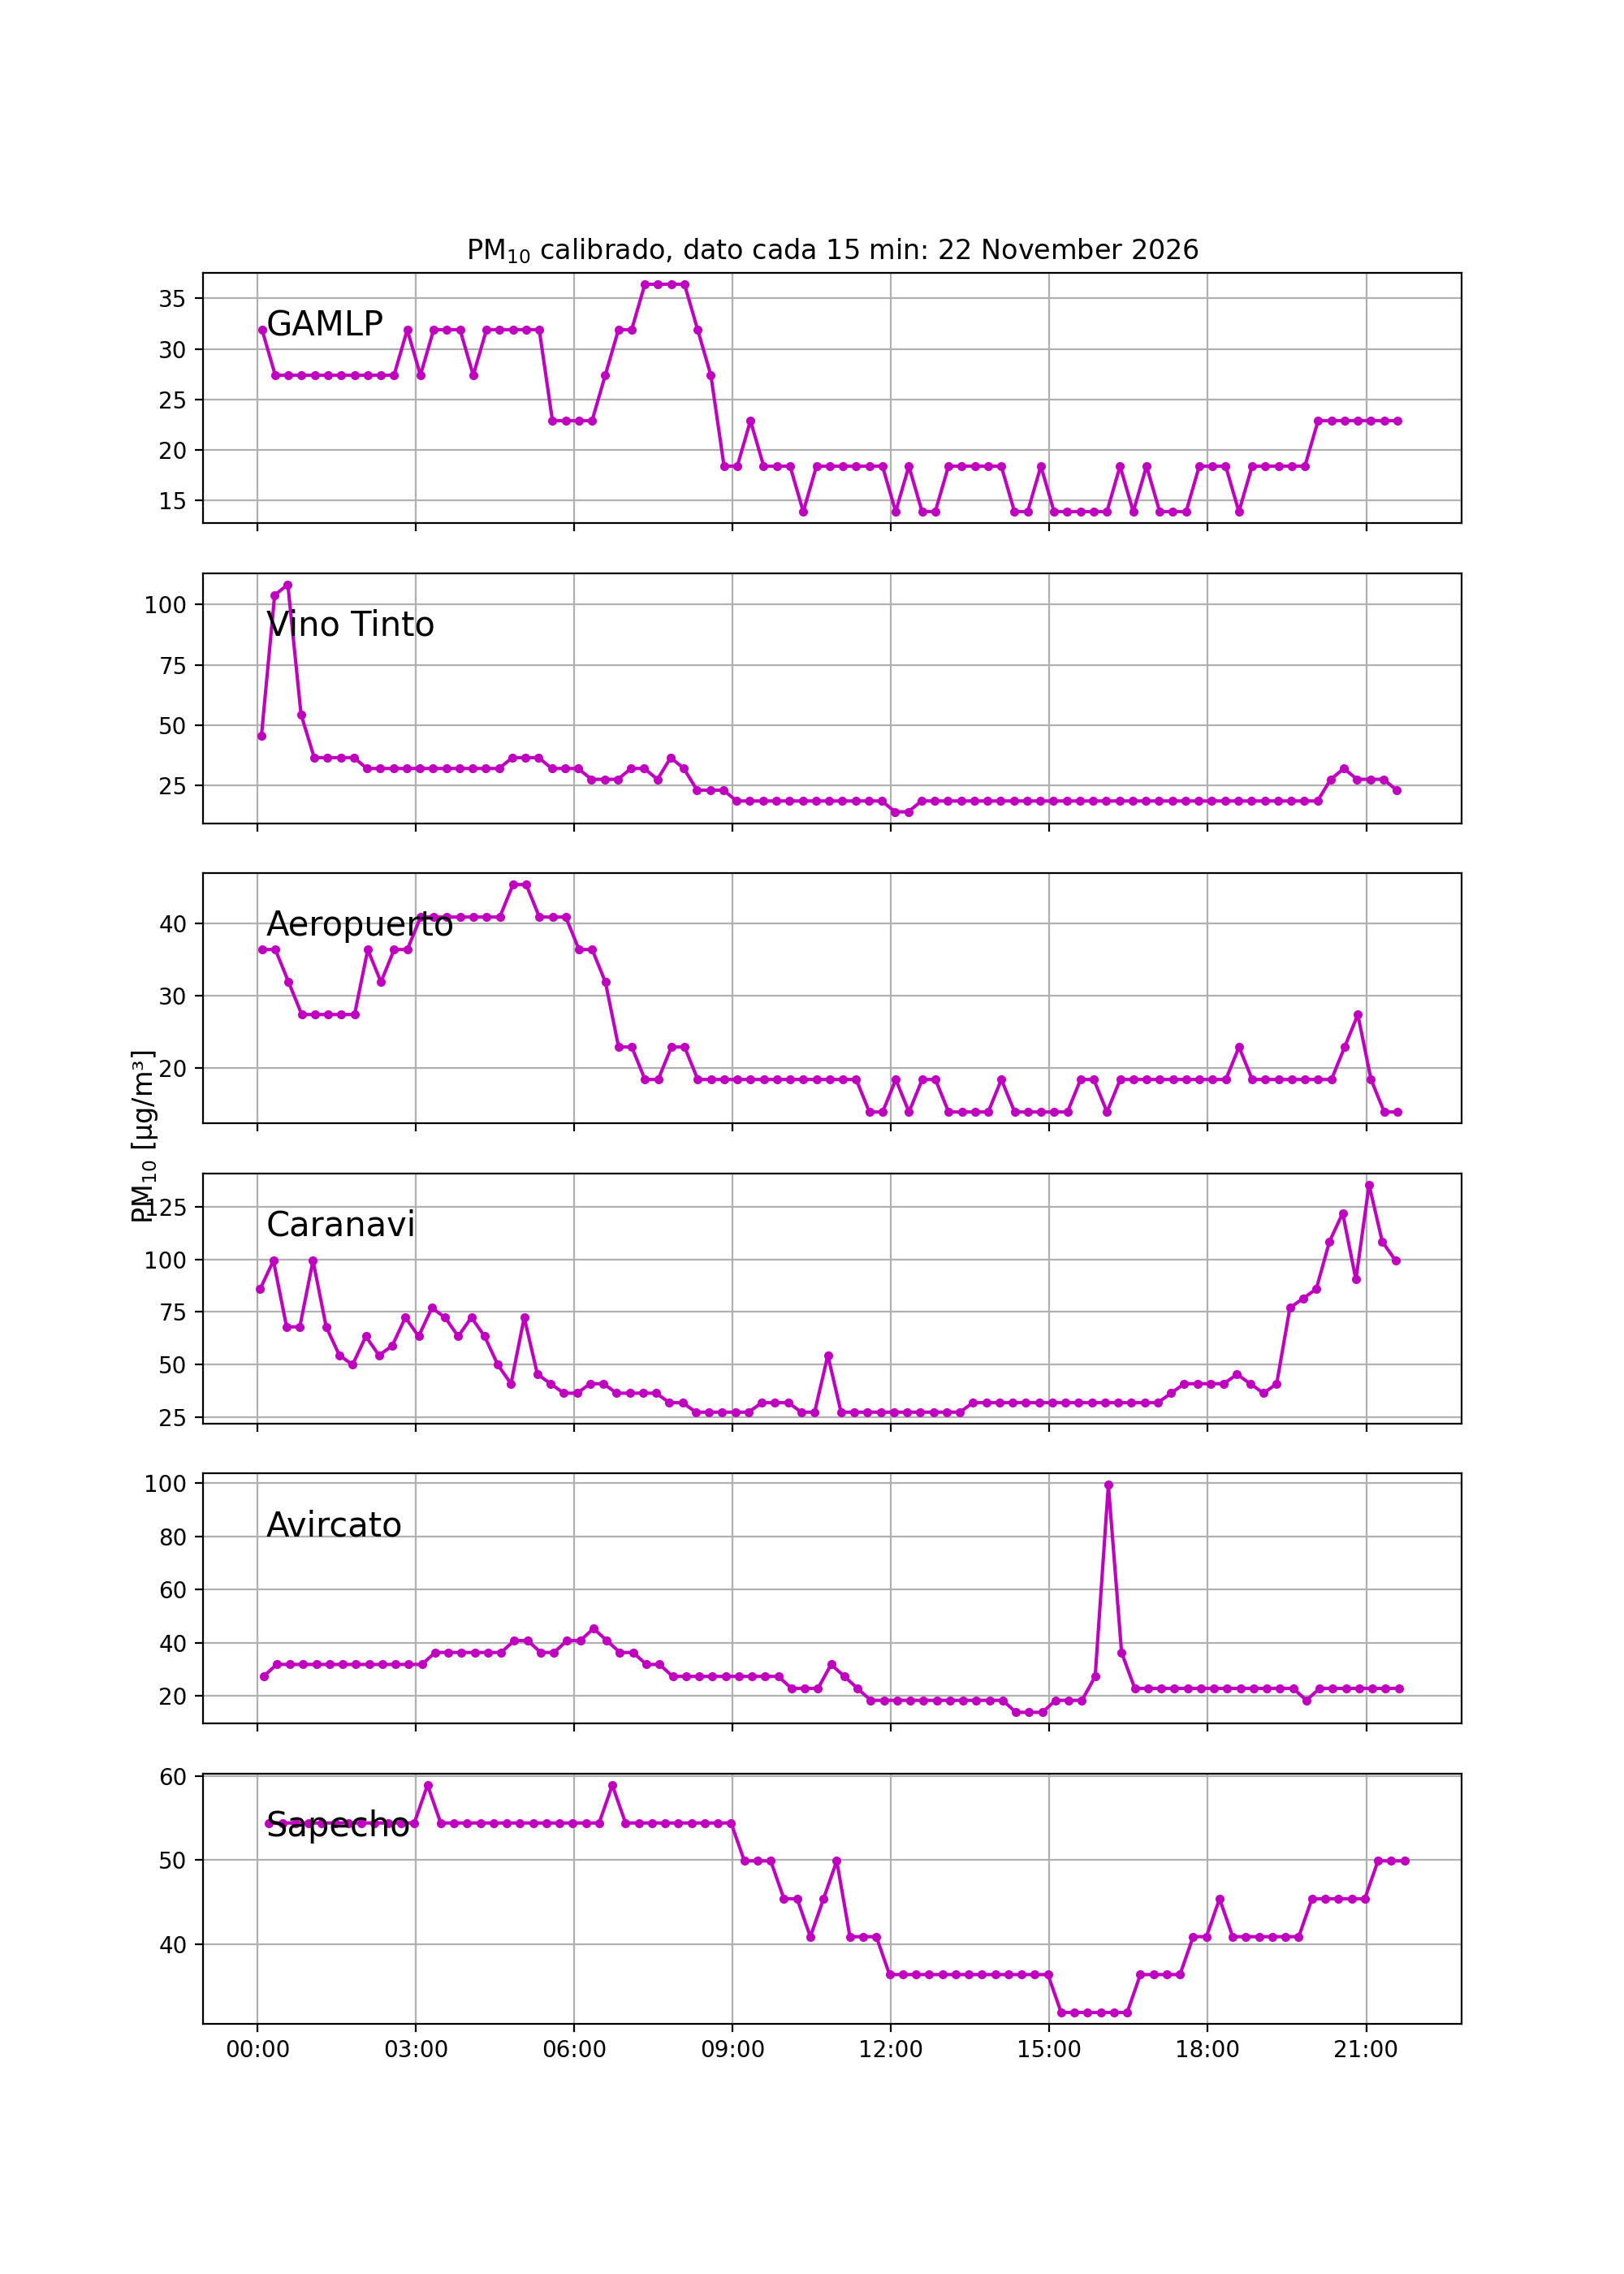 PM₁₀ calibrado, dato cada 15 min: 22 November 2026
35
GAMLP
30
25
20
15
100
Vino Tinto
75
50
25
40
Aeropuerto
30
20
PM₁₀ [µg/m³]
125
Caranavi
100
75
50
25
100
Avircato
80
60
40
20
60
Sapecho
50
40
00:00 03:00 06:00 09:00 12:00 15:00 18:00 21:00